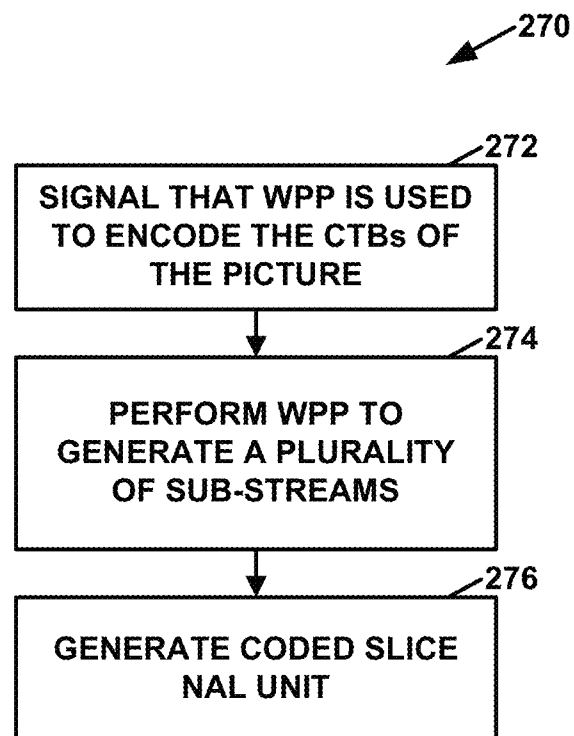 270
272
SIGNAL THAT WPP IS USED
TO ENCODE THE CTBs OF
THE PICTURE
274
PERFORM WPP TO
GENERATE A PLURALITY
OF SUB-STREAMS
276
GENERATE CODED SLICE
NAL UNIT